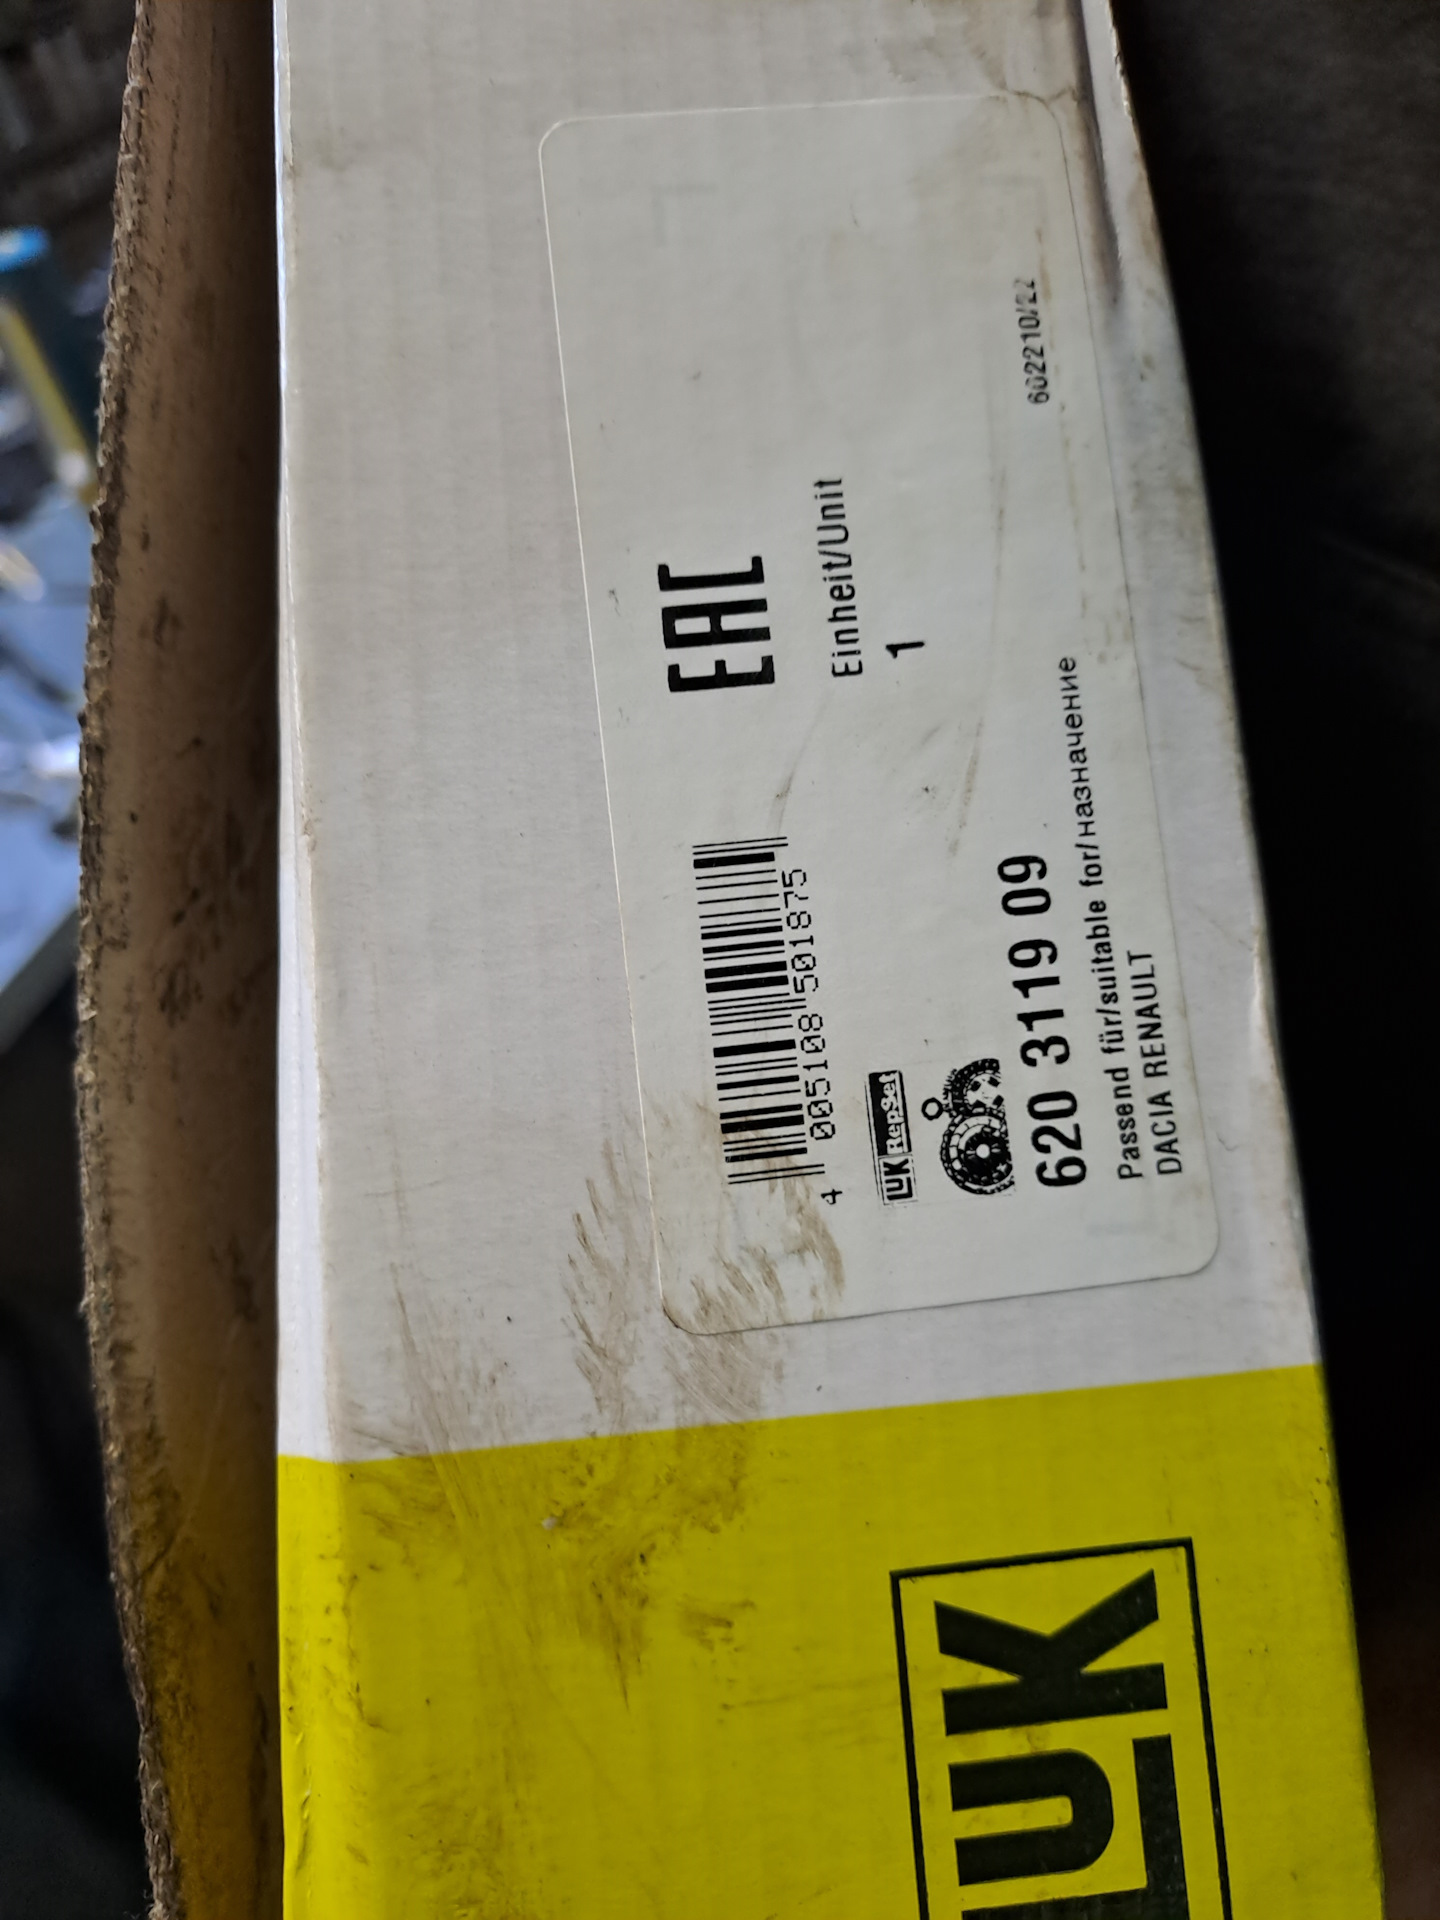 EAC
4 005108 501875
Einheit/Unit
1
LUK RepSet
620 3119 09
Passend für/suitable for/назначение
DACIA RENAULT
602210/22
LUK